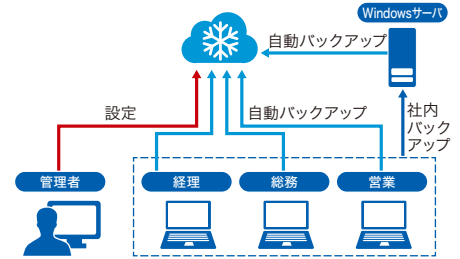 Windowsサーバ
自動バックアップ
設定
自動バックアップ
社内
バック
アップ
管理者
経理
総務
営業